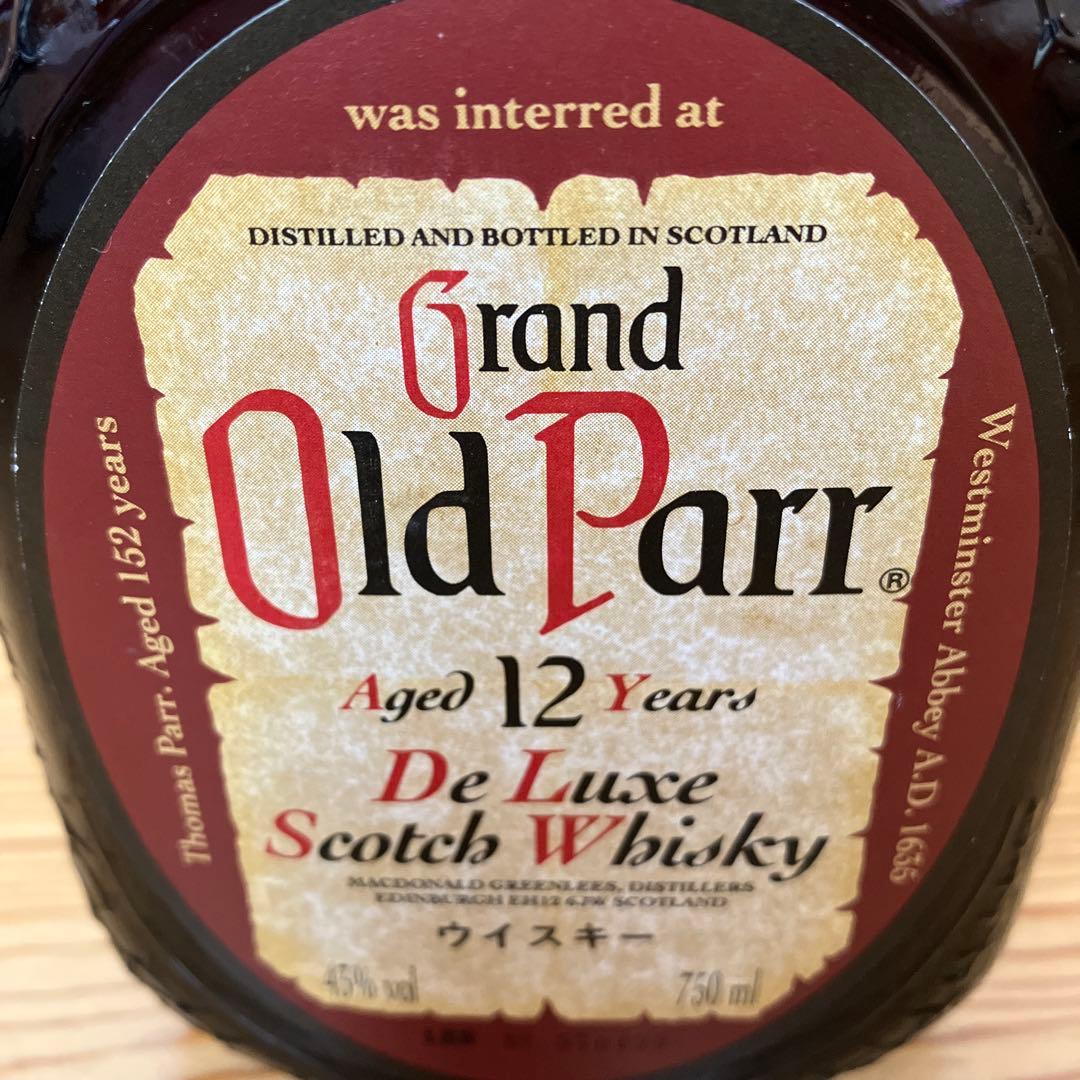 was interred at
DISTILLED AND BOTTLED IN SCOTLAND
Grand
Old Parr®
Aged 12 Years
De Luxe
Scotch Whisky
MACDONALD GREENLEES, DISTILLERS
EDINBURGH EH12 SCOTLAND
ウイスキー
43% vol 750 ml
Thomas Parr. Aged 152 years
Westminster Abbey A.D. 1635